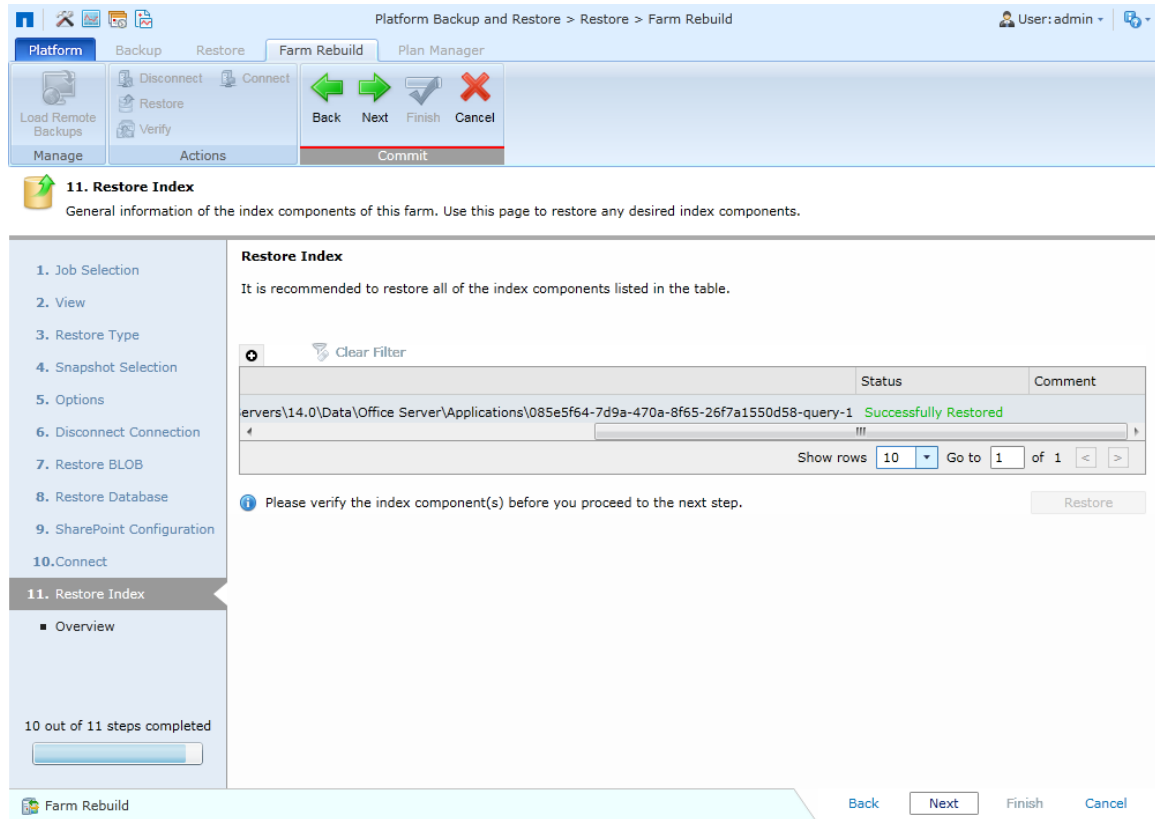 Platform Backup and Restore > Restore > Farm Rebuild
User: admin
Platform Backup Restore Farm Rebuild Plan Manager
Load Remote Backups
Disconnect Connect
Restore
Verify
Back Next Finish Cancel
Manage Actions Commit
11. Restore Index
General information of the index components of this farm. Use this page to restore any desired index components.
1. Job Selection
2. View
3. Restore Type
4. Snapshot Selection
5. Options
6. Disconnect Connection
7. Restore BLOB
8. Restore Database
9. SharePoint Configuration
10.Connect
11. Restore Index
Overview
10 out of 11 steps completed
Restore Index
It is recommended to restore all of the index components listed in the table.
Clear Filter
Status Comment
ervers\14.0\Data\Office Server\Applications\085e5f64-7d9a-470a-8f65-26f7a1550d58-query-1 Successfully Restored
Show rows 10 Go to 1 of 1 < >
Please verify the index component(s) before you proceed to the next step.
Restore
Farm Rebuild
Back Next Finish Cancel